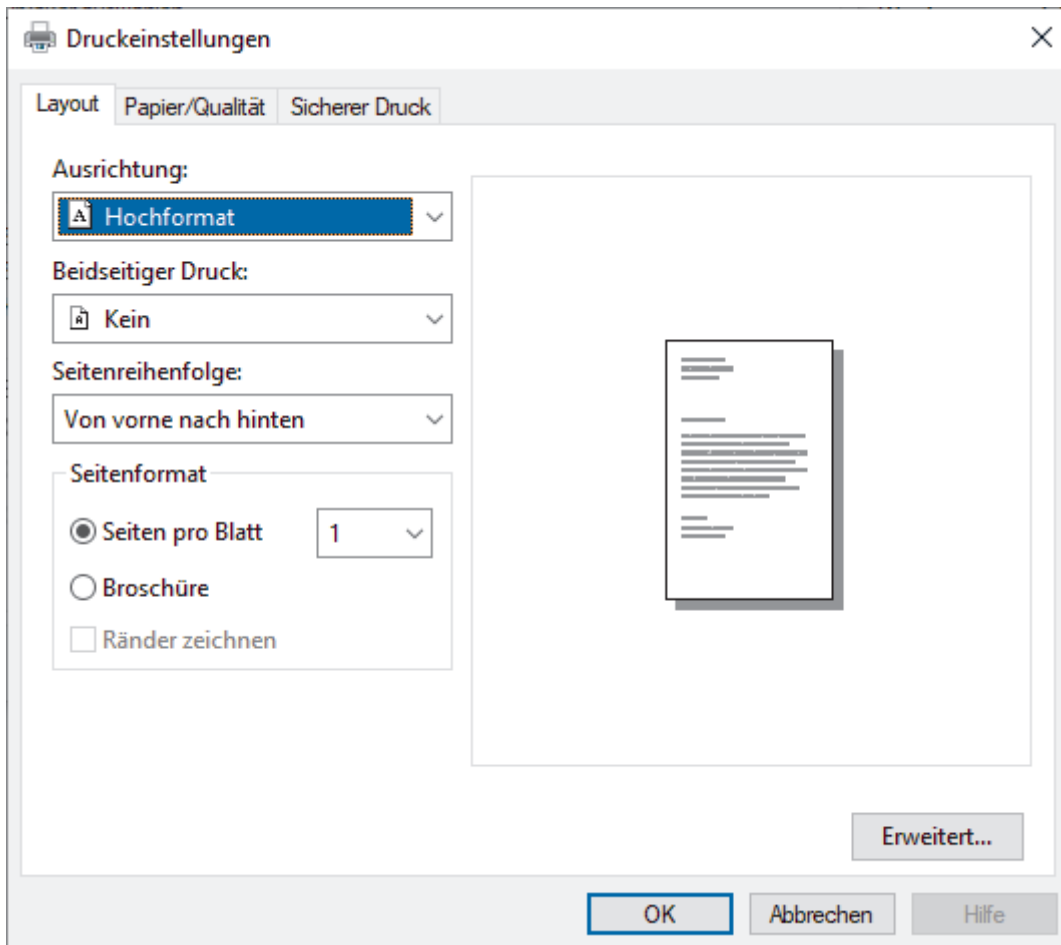 Druckeinstellungen
Layout Papier/Qualität Sicherer Druck
Ausrichtung:
A Hochformat
Beidseitiger Druck:
A Kein
Seitenreihenfolge:
Von vorne nach hinten
Seitenformat
Seiten pro Blatt 1
Broschüre
Ränder zeichnen
Erweitert...
OK Abbrechen Hilfe